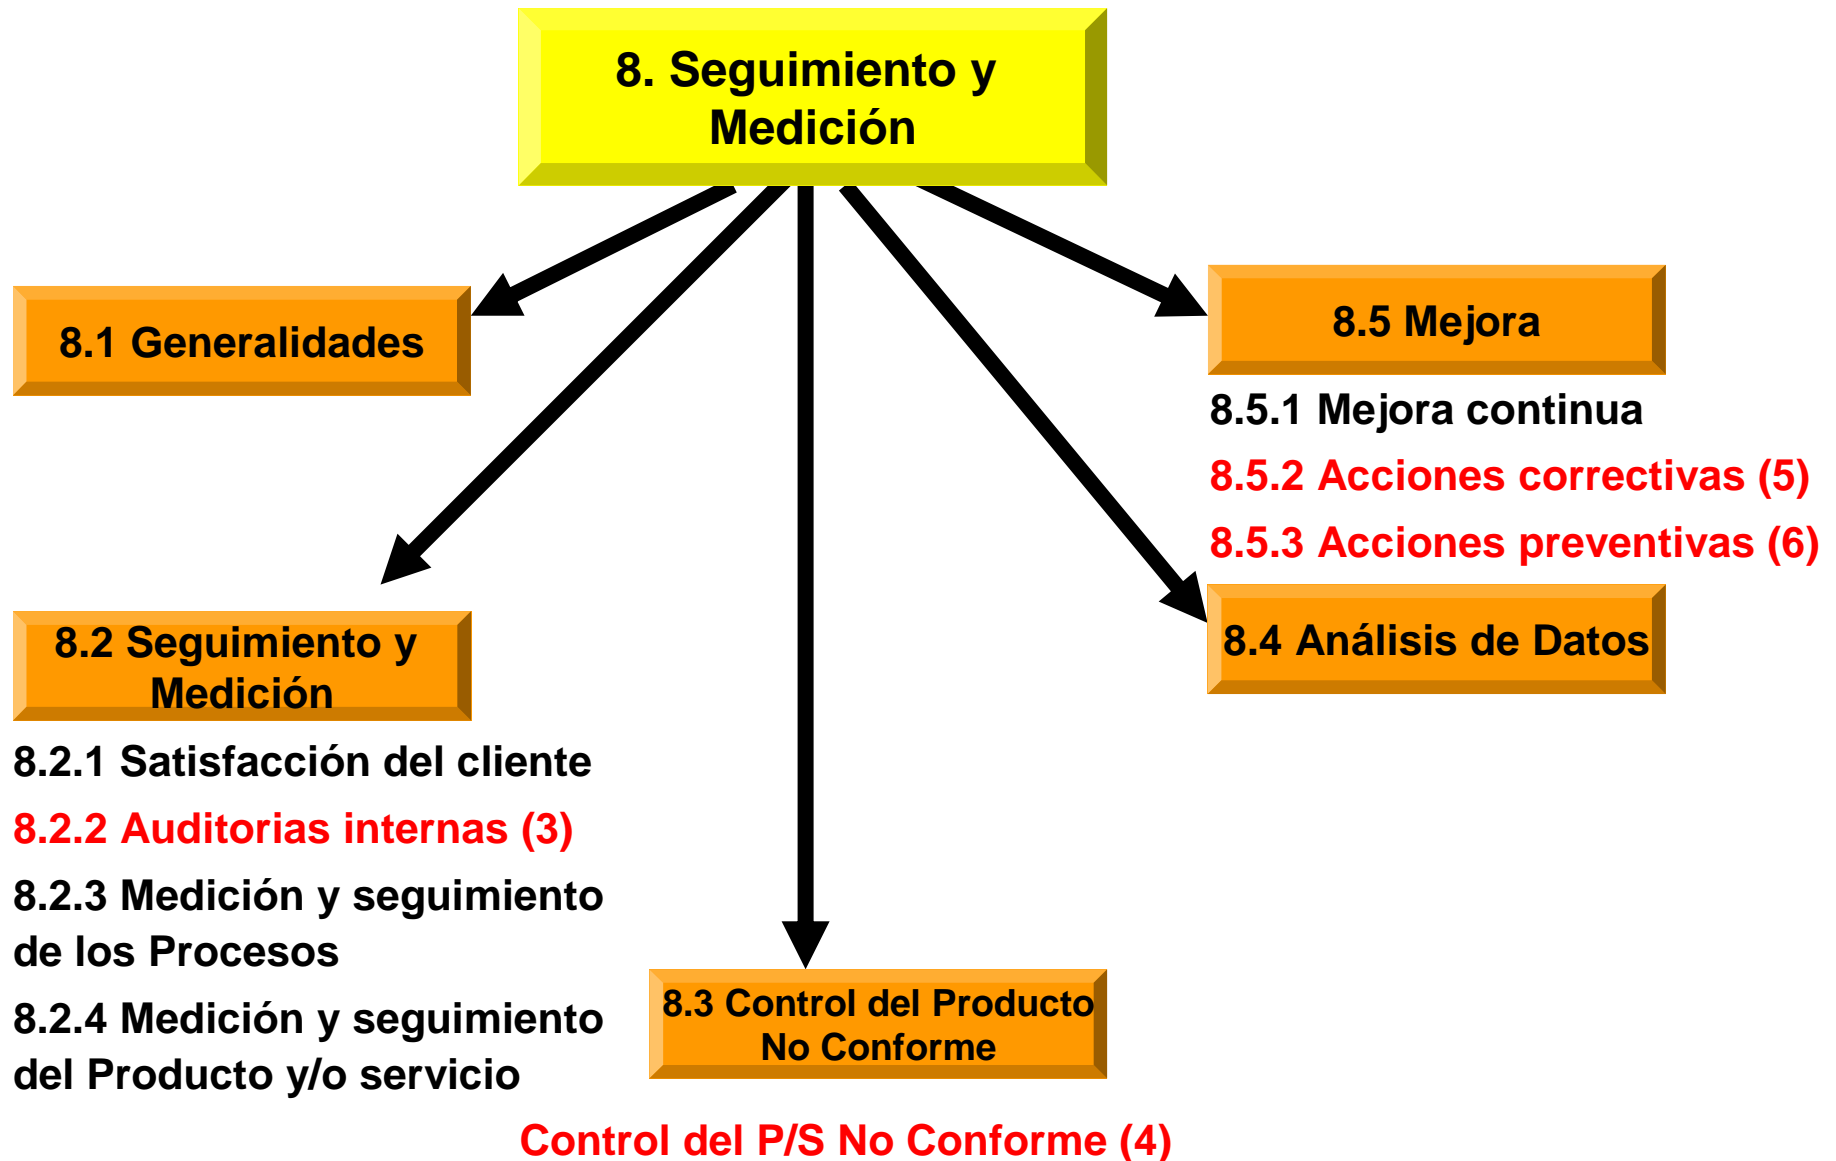 8. Seguimiento y
Medición
8.1 Generalidades
8.2 Seguimiento y
Medición
8.2.1 Satisfacción del cliente
8.2.2 Auditorias internas (3)
8.2.3 Medición y seguimiento
de los Procesos
8.2.4 Medición y seguimiento
del Producto y/o servicio
8.3 Control del Producto
No Conforme
Control del P/S No Conforme (4)
8.5 Mejora
8.5.1 Mejora continua
8.5.2 Acciones correctivas (5)
8.5.3 Acciones preventivas (6)
8.4 Análisis de Datos